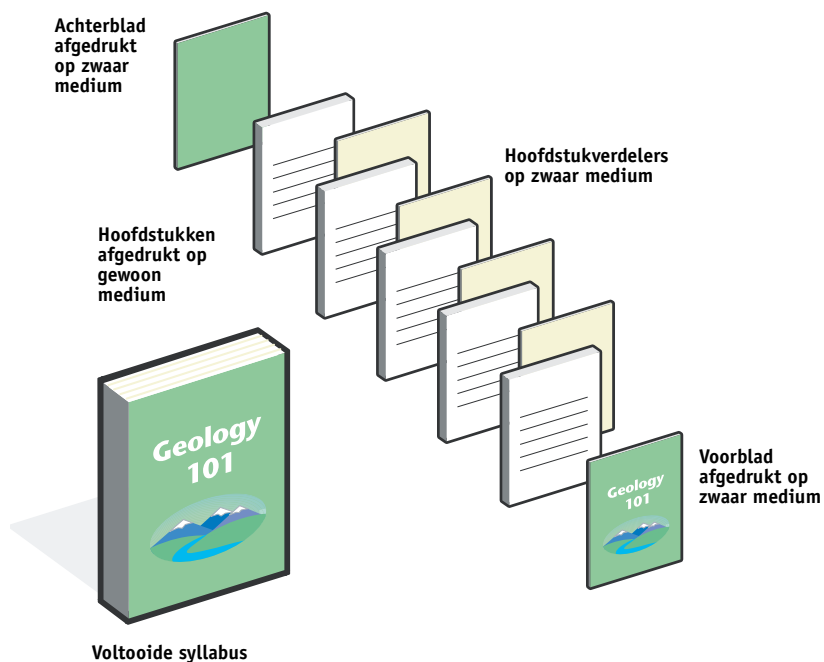 Achterblad
afgedrukt
op zwaar
medium
Hoofdstukverdelers
op zwaar medium
Hoofdstukken
afgedrukt op
gewoon
medium
Geology
101
Voorblad
afgedrukt op
zwaar medium
Geology
101
Voltooide syllabus